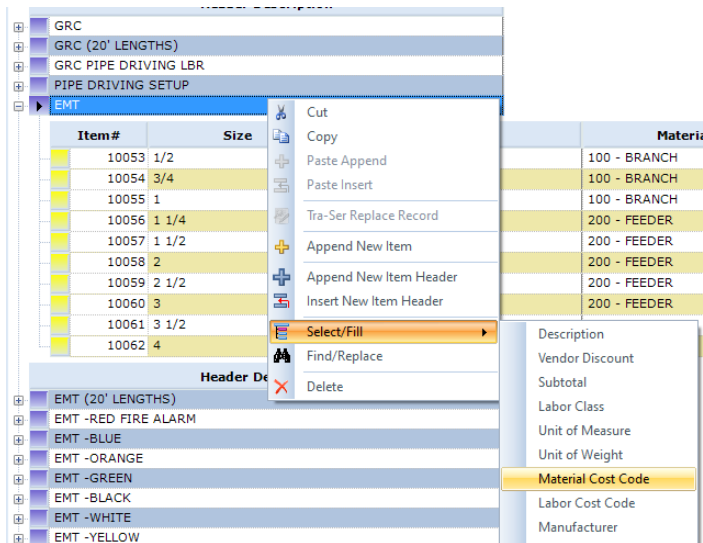 Header Description
GRC
GRC (20' LENGTHS)
GRC PIPE DRIVING LBR
PIPE DRIVING SETUP
EMT
Item# Size Materia
10053 1/2 100 - BRANCH
10054 3/4 100 - BRANCH
10055 1 100 - BRANCH
10056 1 1/4 200 - FEEDER
10057 1 1/2 200 - FEEDER
10058 2 200 - FEEDER
10059 2 1/2 200 - FEEDER
10060 3 200 - FEEDER
10061 3 1/2
10062 4
Header De
EMT (20' LENGTHS)
EMT -RED FIRE ALARM
EMT -BLUE
EMT -ORANGE
EMT -GREEN
EMT -BLACK
EMT -WHITE
EMT -YELLOW
Cut
Copy
Paste Append
Paste Insert
Tra-Ser Replace Record
Append New Item
Append New Item Header
Insert New Item Header
Select/Fill
Find/Replace
Delete
Description
Vendor Discount
Subtotal
Labor Class
Unit of Measure
Unit of Weight
Material Cost Code
Labor Cost Code
Manufacturer